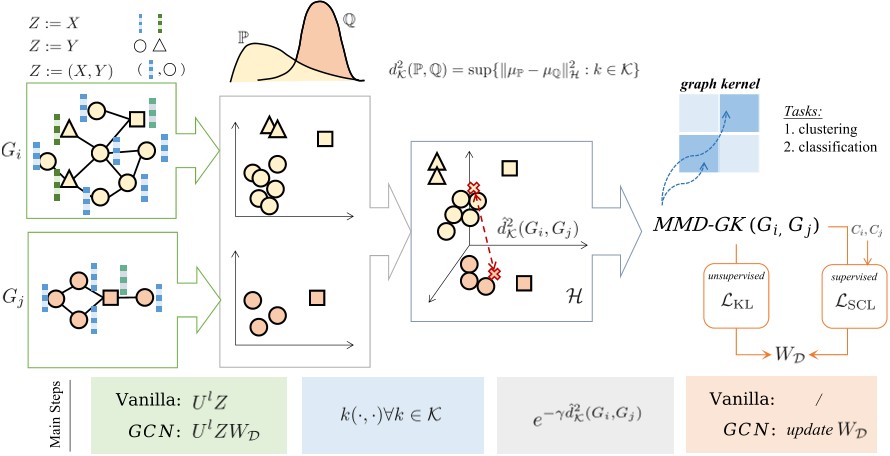 Z := X
Z := Y
Z := (X, Y) ( , )
ℙ
ℚ
d²_𝒦(ℙ, ℚ) = sup{‖μ_ℙ − μ_ℚ‖²_ℋ : k ∈ 𝒦}
graph kernel
Tasks:
1. clustering
2. classification
G_i
G_j
d̂²_𝒦(G_i, G_j)
ℋ
MMD-GK (G_i, G_j)
C_i, C_j
unsupervised
ℒ_KL
supervised
ℒ_SCL
W_𝒟
Main Steps
Vanilla: U^l Z
GCN: U^l Z W_𝒟
k(·, ·)∀k ∈ 𝒦
e^{−γd̂²_𝒦(G_i,G_j)}
Vanilla: /
GCN: update W_𝒟